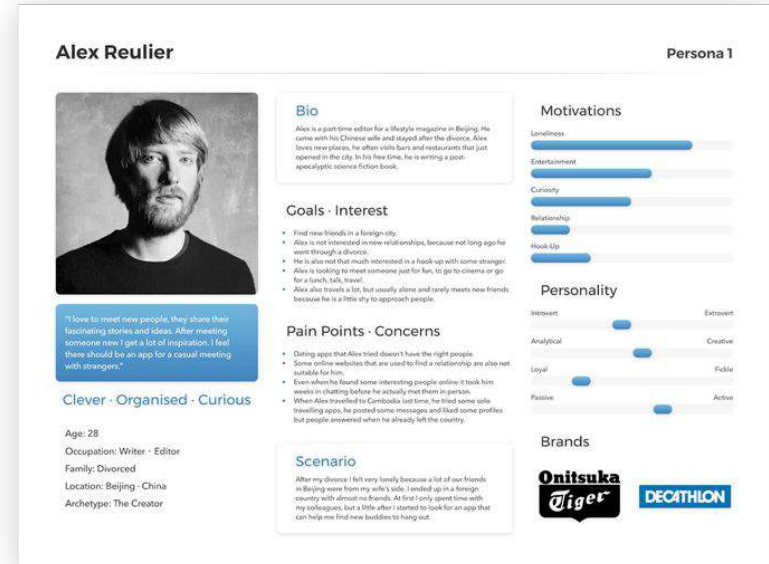 Alex Reulier
Persona 1
"I love to meet new people, they share their
fascinating stories and ideas. After meeting
someone new I get a lot of inspiration. I feel
there should be an app for a casual meeting
with strangers."
Clever · Organised · Curious
Age: 28
Occupation: Writer · Editor
Family: Divorced
Location: Beijing · China
Archetype: The Creator
Bio
Alex is a part-time editor for a lifestyle magazine in Beijing. He
came with his Chinese wife and stayed after the divorce. Alex
loves new places, he often visits bars and restaurants that just
opened in the city. In his free time, he is writing a post-
apocalyptic science fiction book.
Goals · Interest
• Find new friends in a foreign city.
• Alex is not interested in new relationships, because not long ago he
went through a divorce.
• He is also not that much interested in a hook-up with some stranger.
• Alex is looking to meet someone just for fun, to go to cinema or go
for a lunch, talk, travel.
• Alex also travels a lot, but usually alone and rarely meets new friends
because he is a little shy to approach people.
Pain Points · Concerns
• Dating apps that Alex tried doesn't have the right people.
• Some online websites that are used to find a relationship are also not
suitable for him.
• Even when he found some interesting people online it took him
weeks in chatting before he actually met them in person.
• When Alex travelled to Cambodia last time, he tried some solo
travelling apps, he posted some messages and liked some profiles
but people answered when he already left the country.
Scenario
After my divorce I felt very lonely because a lot of our friends
in Beijing were from my wife's side. I ended up in a foreign
country with almost no friends. At first I only spent time with
my colleagues, but a little after I started to look for an app that
can help me find new buddies to hang out.
Motivations
Loneliness
Entertainment
Curiosity
Relationship
Hook-Up
Personality
Introvert Extrovert
Analytical Creative
Loyal Fickle
Passive Active
Brands
Onitsuka
Tiger
DECATHLON